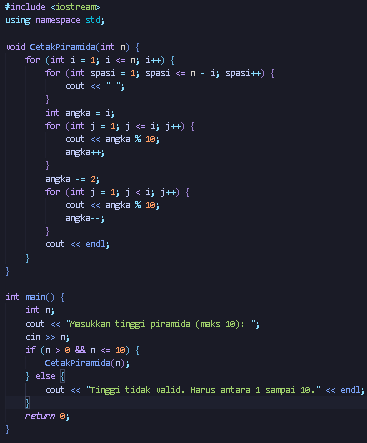 #include <iostream>
using namespace std;

void CetakPiramida(int n) {
    for (int i = 1; i <= n; i++) {
        for (int spasi = 1; spasi <= n - i; spasi++) {
            cout << " ";
        }
        int angka = i;
        for (int j = 1; j <= i; j++) {
            cout << angka % 10;
            angka++;
        }
        angka -= 2;
        for (int j = 1; j < i; j++) {
            cout << angka % 10;
            angka--;
        }
        cout << endl;
    }
}

int main() {
    int n;
    cout << "Masukkan tinggi piramida (maks 10): ";
    cin >> n;
    if (n > 0 && n <= 10) {
        CetakPiramida(n);
    } else {
        cout << "Tinggi tidak valid. Harus antara 1 sampai 10." << endl;
    }
    return 0;
}